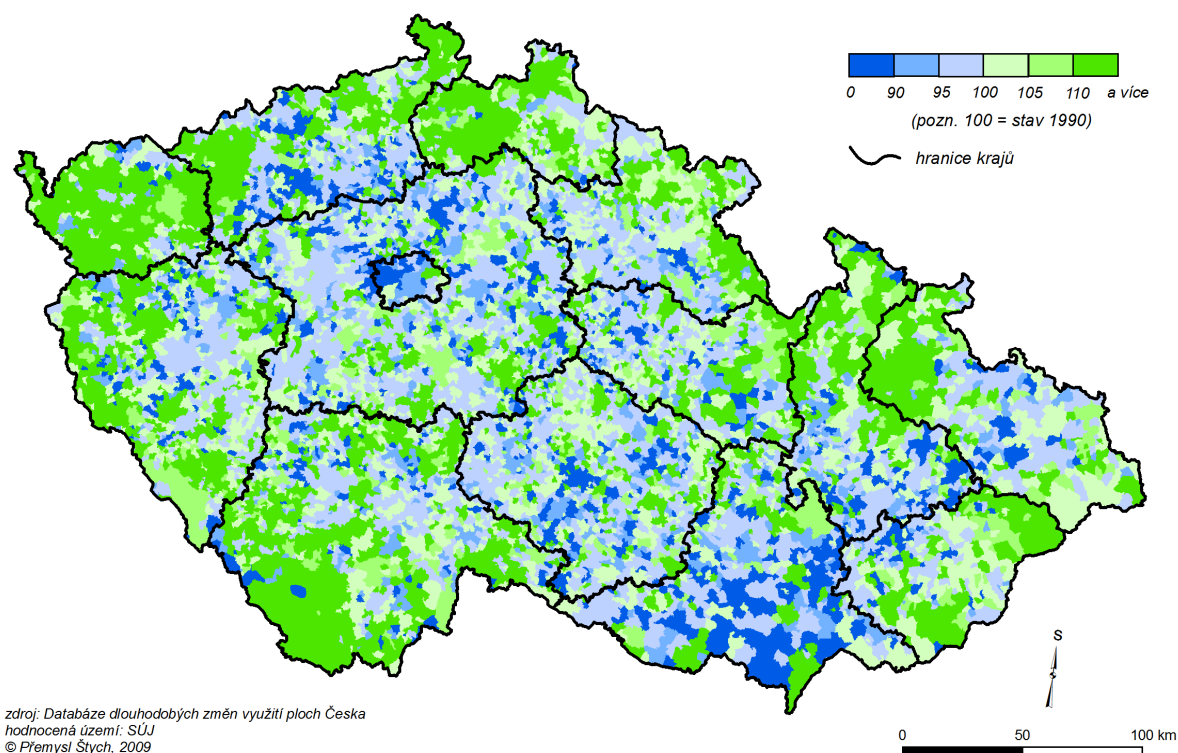 0 90 95 100 105 110 a více
(pozn. 100 = stav 1990)
hranice krajů
S
zdroj: Databáze dlouhodobých změn využití ploch Česka
hodnocená území: SÚJ
© Přemysl Štych, 2009
0 50 100 km